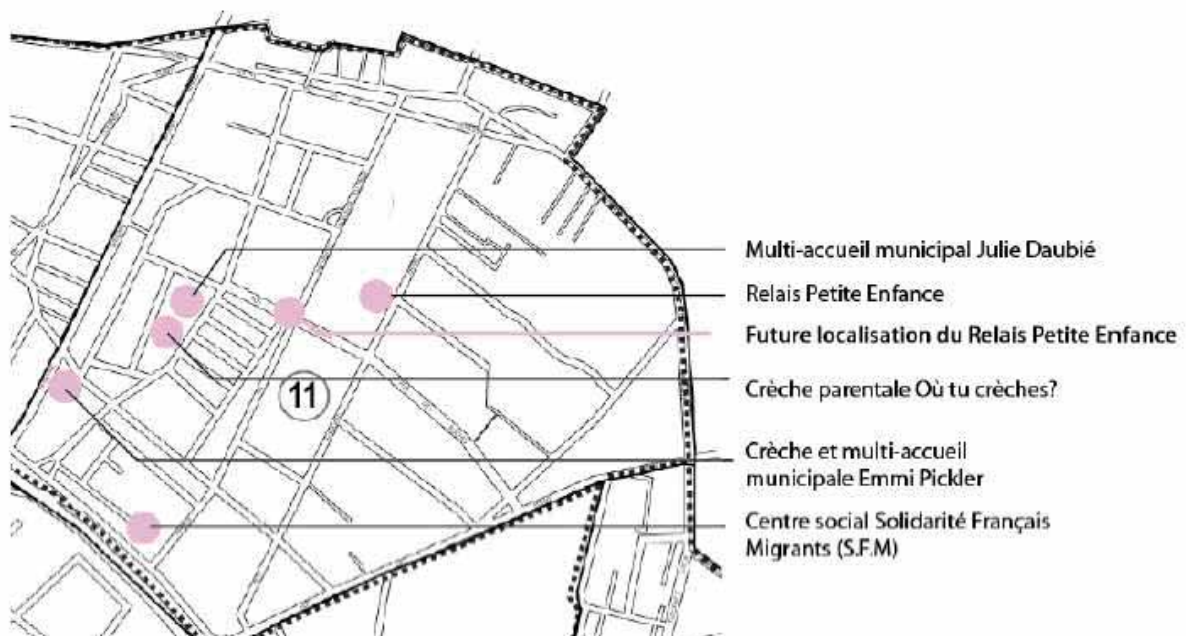 Multi-accueil municipal Julie Daubié
Relais Petite Enfance
Future localisation du Relais Petite Enfance
11
Crèche parentale Où tu crèches?
Crèche et multi-accueil
municipale Emmi Pickler
Centre social Solidarité Français
Migrants (S.F.M)